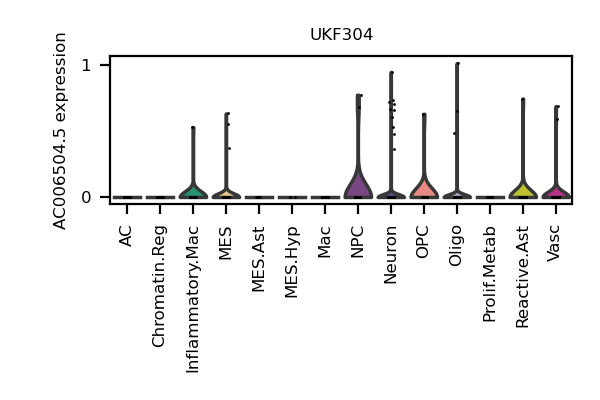 UKF304
AC006504.5 expression
1
0
AC
Chromatin.Reg
Inflammatory.Mac
MES
MES.Ast
MES.Hyp
Mac
NPC
Neuron
OPC
Oligo
Prolif.Metab
Reactive.Ast
Vasc